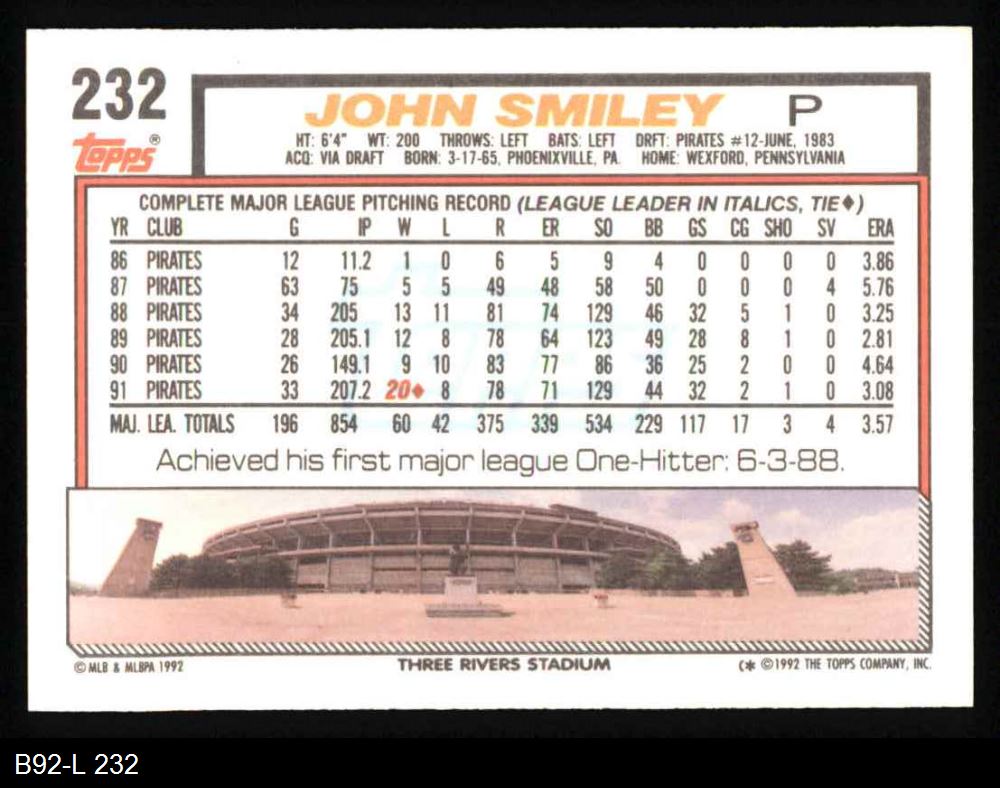 232
JOHN SMILEY P
TOPPS®
HT: 6'4" WT: 200 THROWS: LEFT BATS: LEFT DRFT: PIRATES #12-JUNE, 1983
ACQ: VIA DRAFT BORN: 3-17-65, PHOENIXVILLE, PA. HOME: WEXFORD, PENNSYLVANIA
COMPLETE MAJOR LEAGUE PITCHING RECORD (LEAGUE LEADER IN ITALICS, TIE♦)
YR CLUB G IP W L R ER SO BB GS CG SHO SV ERA
86 PIRATES 12 11.2 1 0 6 5 9 4 0 0 0 0 3.86
87 PIRATES 63 75 5 5 49 48 58 50 0 0 0 4 5.76
88 PIRATES 34 205 13 11 81 74 129 46 32 5 1 0 3.25
89 PIRATES 28 205.1 12 8 78 64 123 49 28 8 1 0 2.81
90 PIRATES 26 149.1 9 10 83 77 86 36 25 2 0 0 4.64
91 PIRATES 33 207.2 20♦ 8 78 71 129 44 32 2 1 0 3.08
MAJ. LEA. TOTALS 196 854 60 42 375 339 534 229 117 17 3 4 3.57
Achieved his first major league One-Hitter: 6-3-88.
© MLB & MLBPA 1992 THREE RIVERS STADIUM (* ©1992 THE TOPPS COMPANY, INC.
B92-L 232